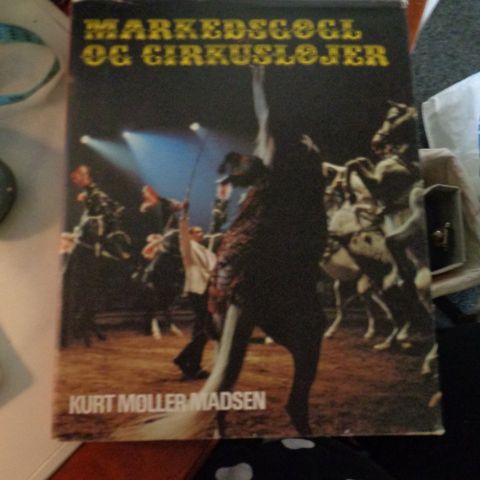 MARKEDSGØGL
OG CIRKUSLØJER
KURT MØLLER MADSEN